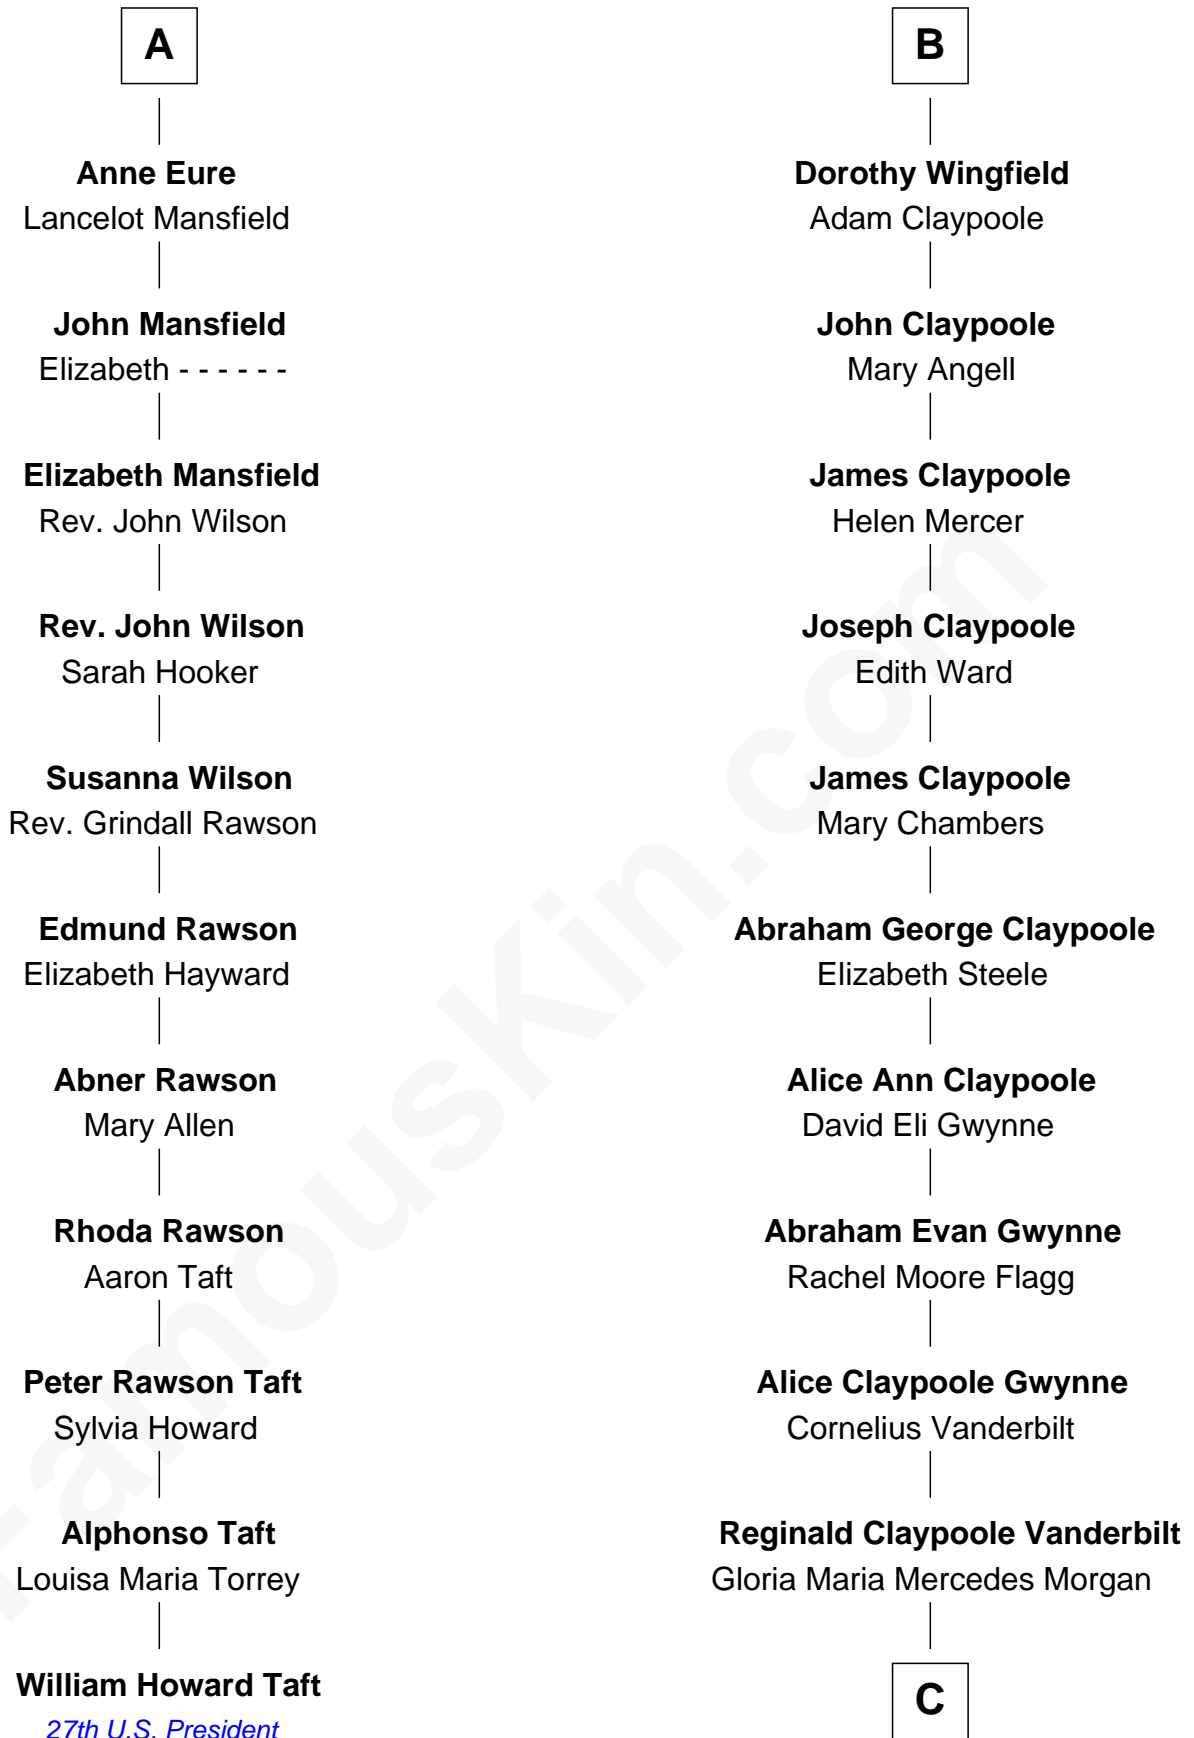 A
Anne Eure
Lancelot Mansfield
John Mansfield
Elizabeth - - - - - -
Elizabeth Mansfield
Rev. John Wilson
Rev. John Wilson
Sarah Hooker
Susanna Wilson
Rev. Grindall Rawson
Edmund Rawson
Elizabeth Hayward
Abner Rawson
Mary Allen
Rhoda Rawson
Aaron Taft
Peter Rawson Taft
Sylvia Howard
Alphonso Taft
Louisa Maria Torrey
William Howard Taft
27th U.S. President
B
Dorothy Wingfield
Adam Claypoole
John Claypoole
Mary Angell
James Claypoole
Helen Mercer
Joseph Claypoole
Edith Ward
James Claypoole
Mary Chambers
Abraham George Claypoole
Elizabeth Steele
Alice Ann Claypoole
David Eli Gwynne
Abraham Evan Gwynne
Rachel Moore Flagg
Alice Claypoole Gwynne
Cornelius Vanderbilt
Reginald Claypoole Vanderbilt
Gloria Maria Mercedes Morgan
C
FamousKin.com